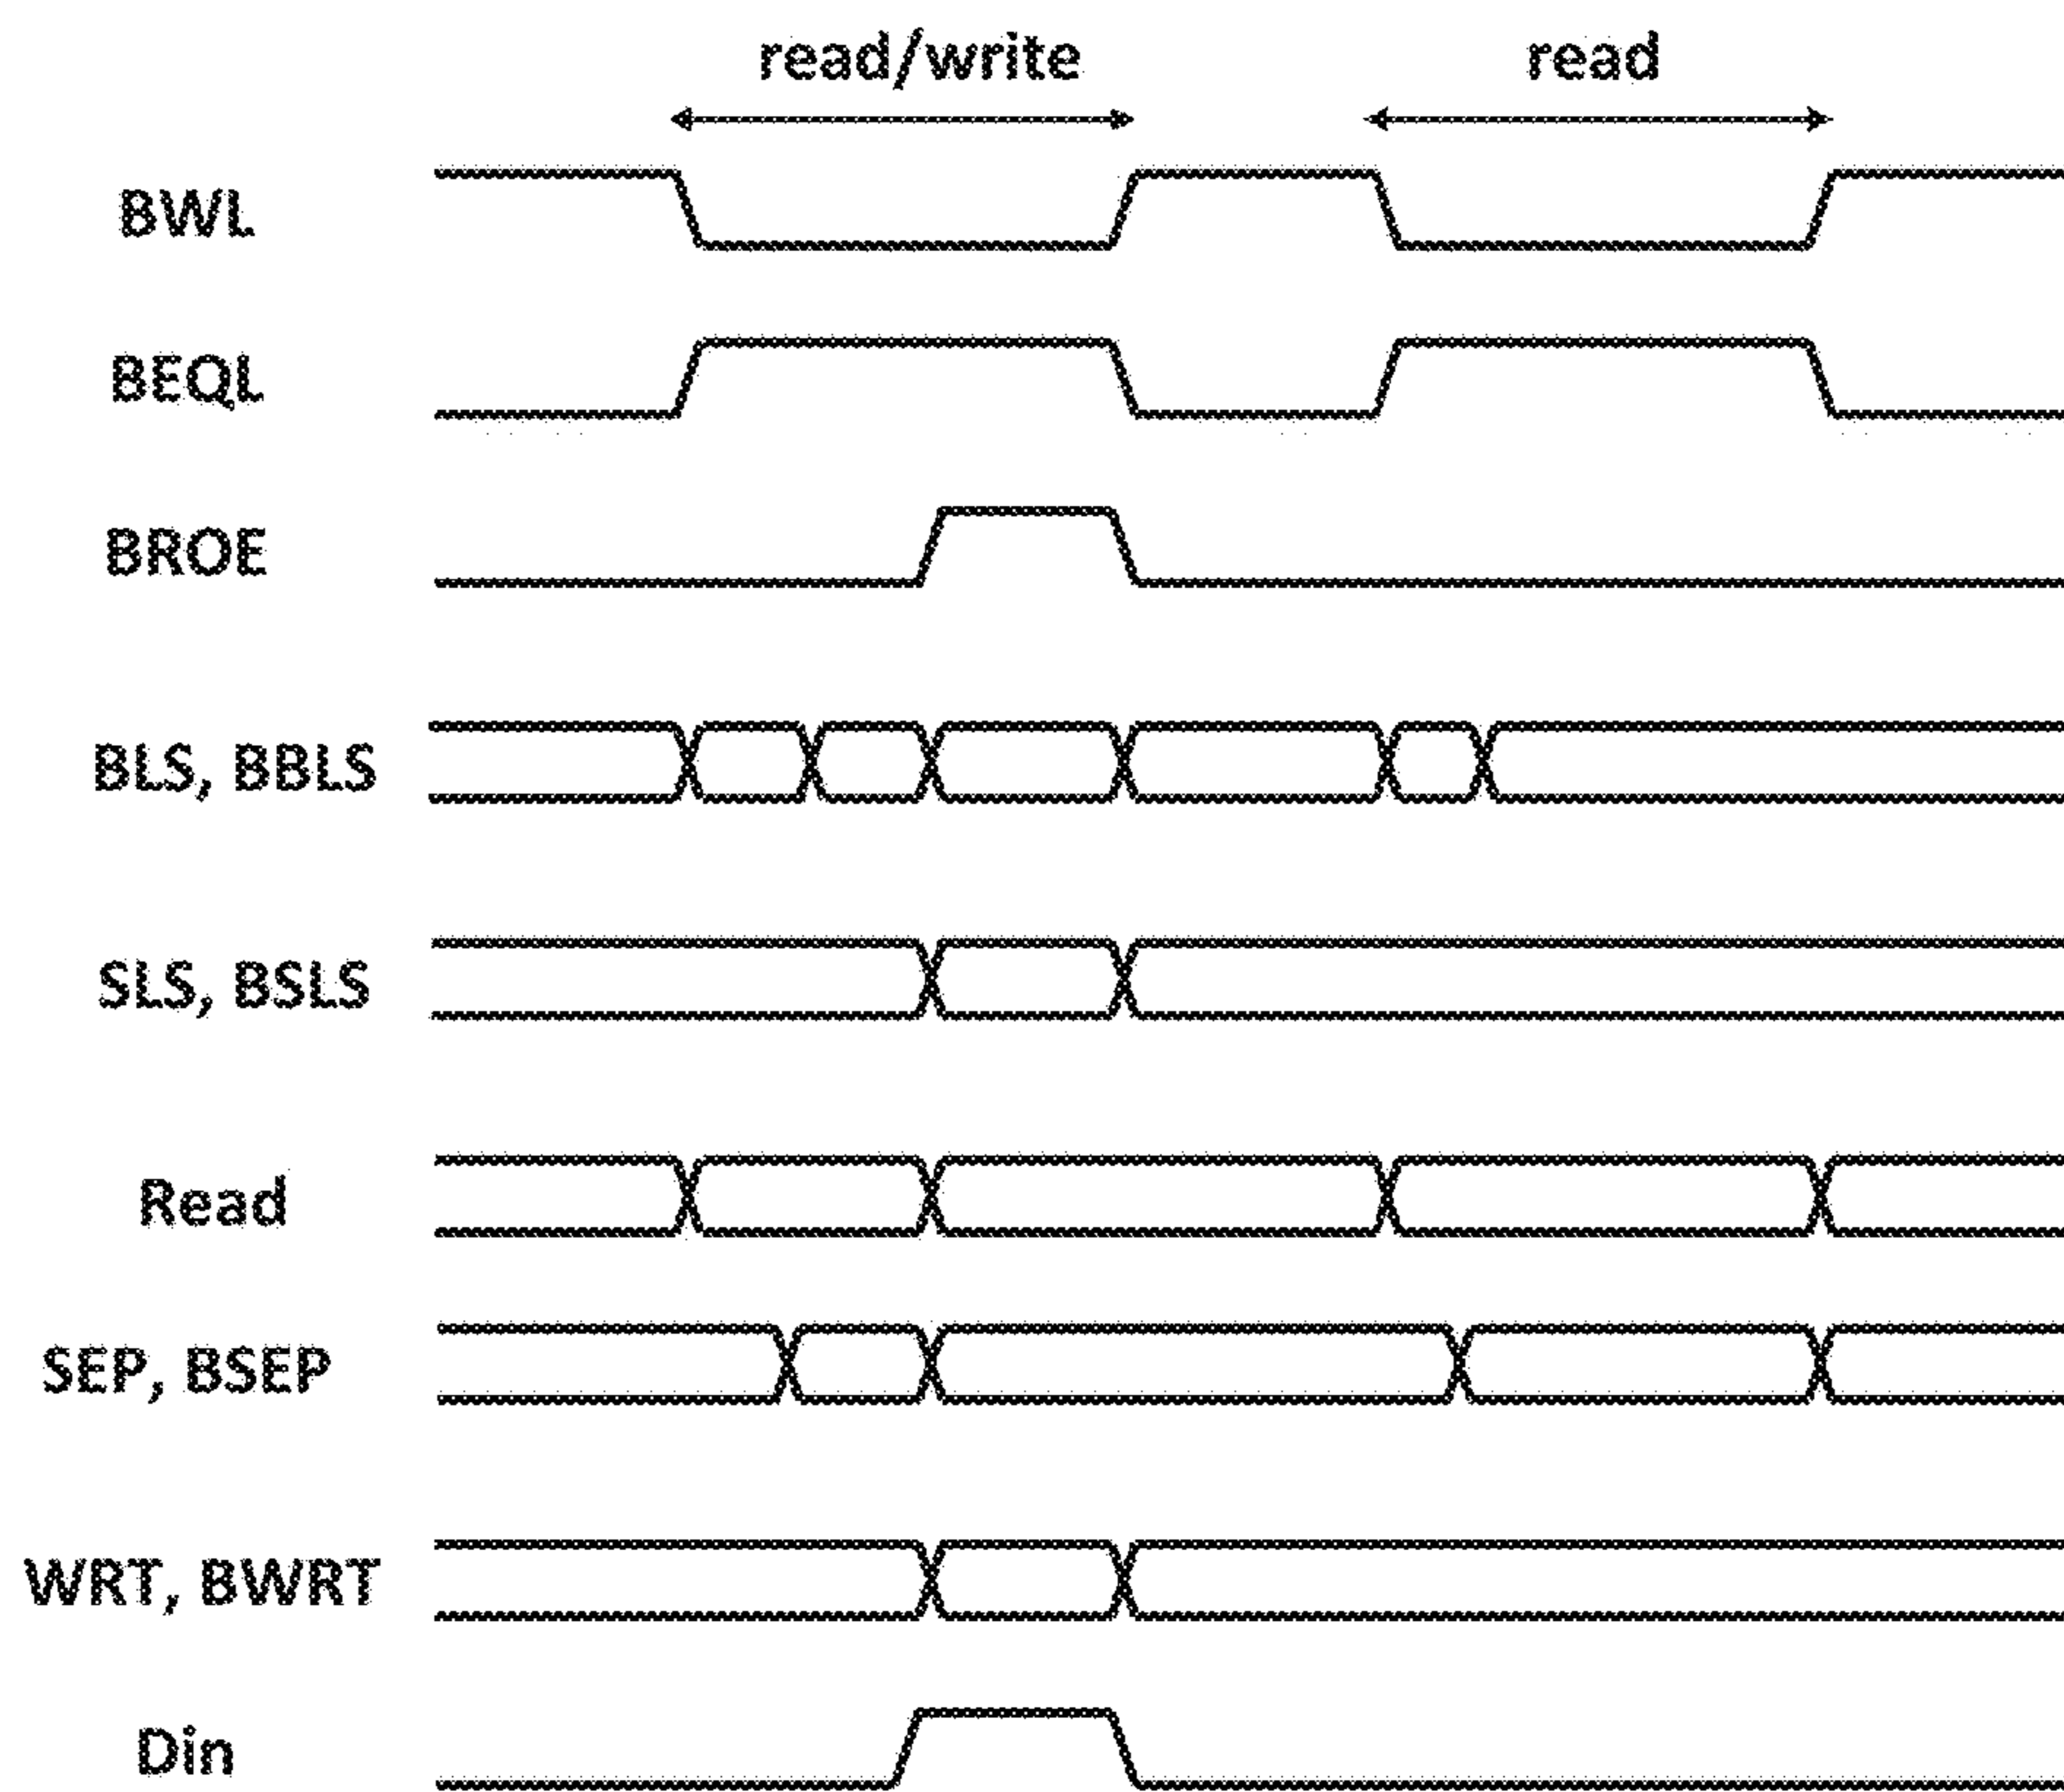 read/write read
BWL
BEQL
BROE
BLS, BBLS
SLS, BSLS
Read
SEP, BSEP
WRT, BWRT
Din